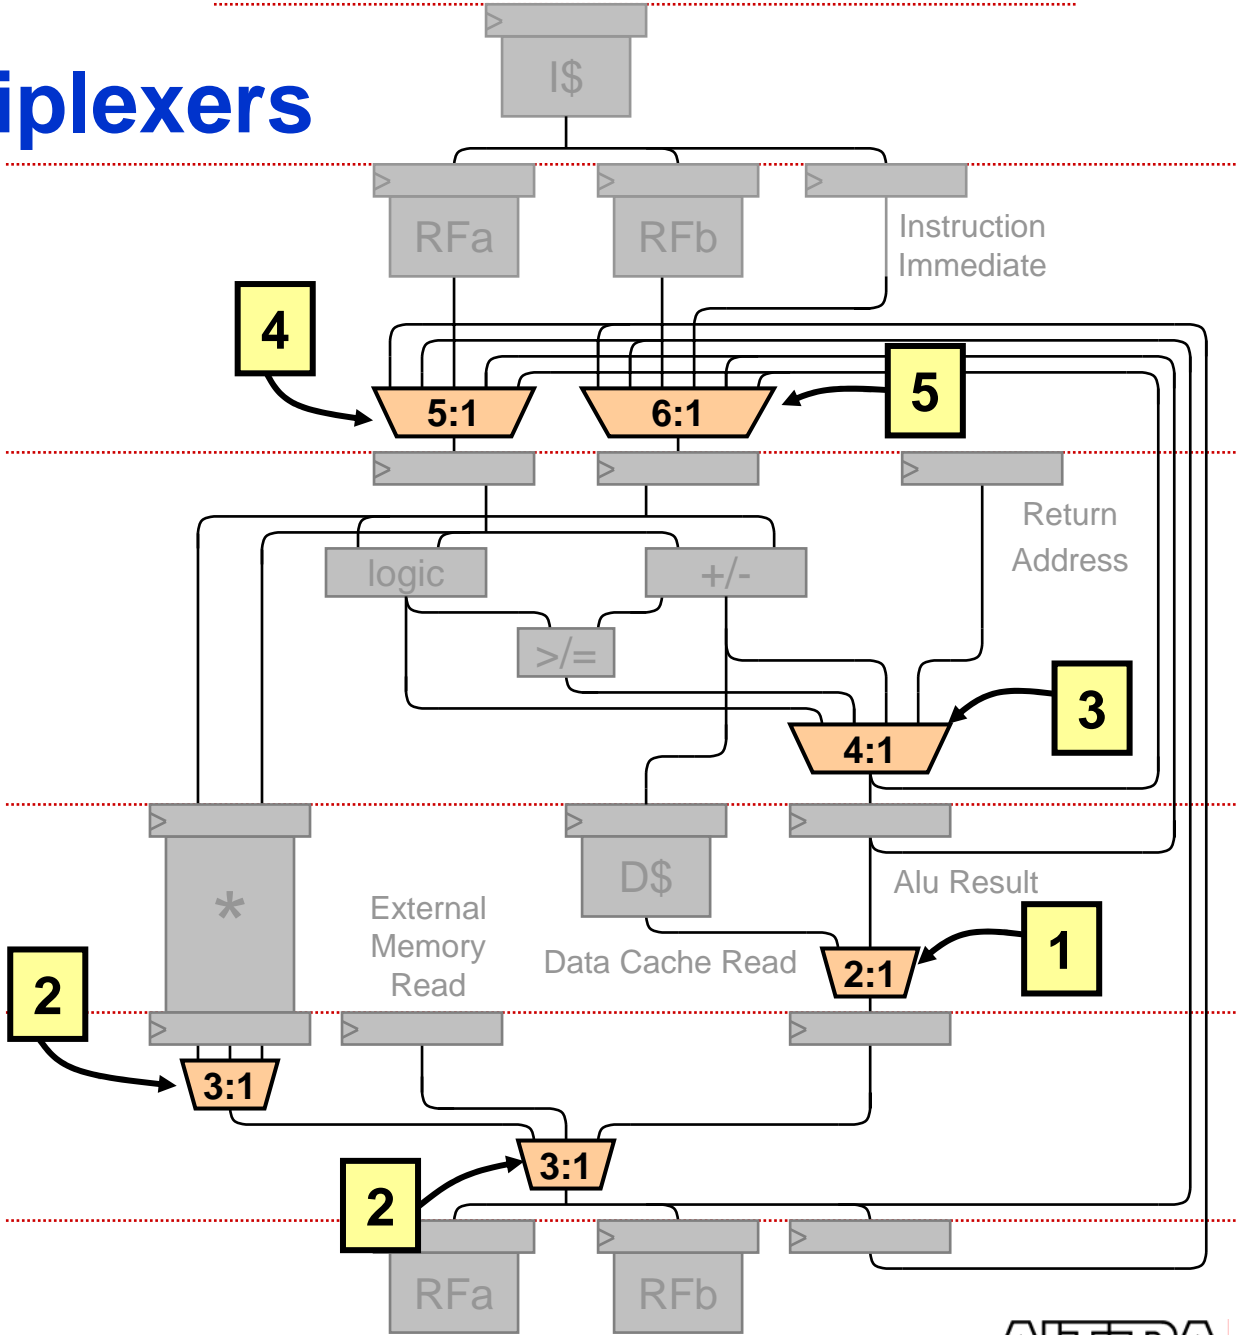 I$
iplexers
RFa
RFb
Instruction
Immediate
4
5
5:1
6:1
Return
Address
logic
+/-
>/=
3
4:1
D$
*
Alu Result
External
Memory
Read
1
Data Cache Read
2:1
2
3:1
3:1
2
RFa
RFb